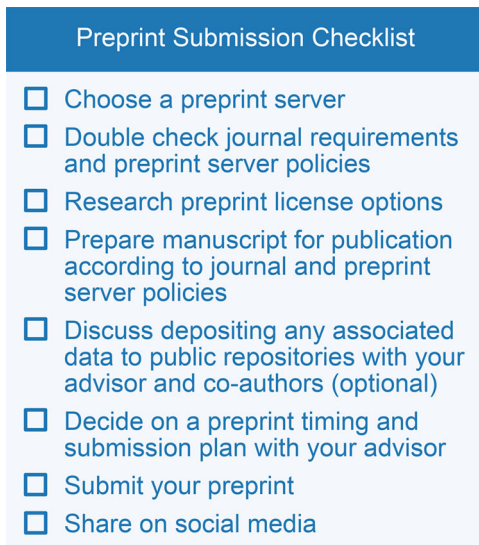 Preprint Submission Checklist
Choose a preprint server
Double check journal requirements
and preprint server policies
Research preprint license options
Prepare manuscript for publication
according to journal and preprint
server policies
Discuss depositing any associated
data to public repositories with your
advisor and co-authors (optional)
Decide on a preprint timing and
submission plan with your advisor
Submit your preprint
Share on social media